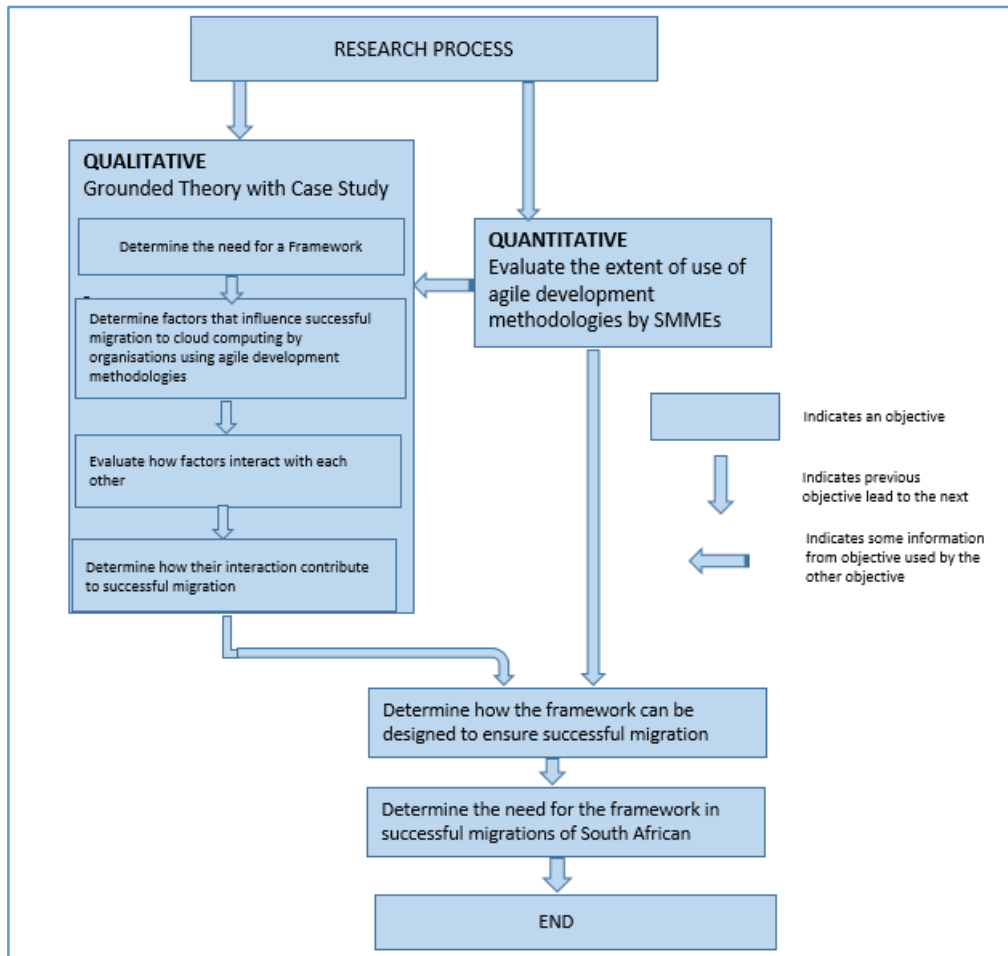 RESEARCH PROCESS
QUALITATIVE
Grounded Theory with Case Study
Determine the need for a Framework
Determine factors that influence successful
migration to cloud computing by
organisations using agile development
methodologies
Evaluate how factors interact with each
other
Determine how their interaction contribute
to successful migration
QUANTITATIVE
Evaluate the extent of use of
agile development
methodologies by SMMEs
Indicates an objective
Indicates previous
objective lead to the next
Indicates some information
from objective used by the
other objective
Determine how the framework can be
designed to ensure successful migration
Determine the need for the framework in
successful migrations of South African
END